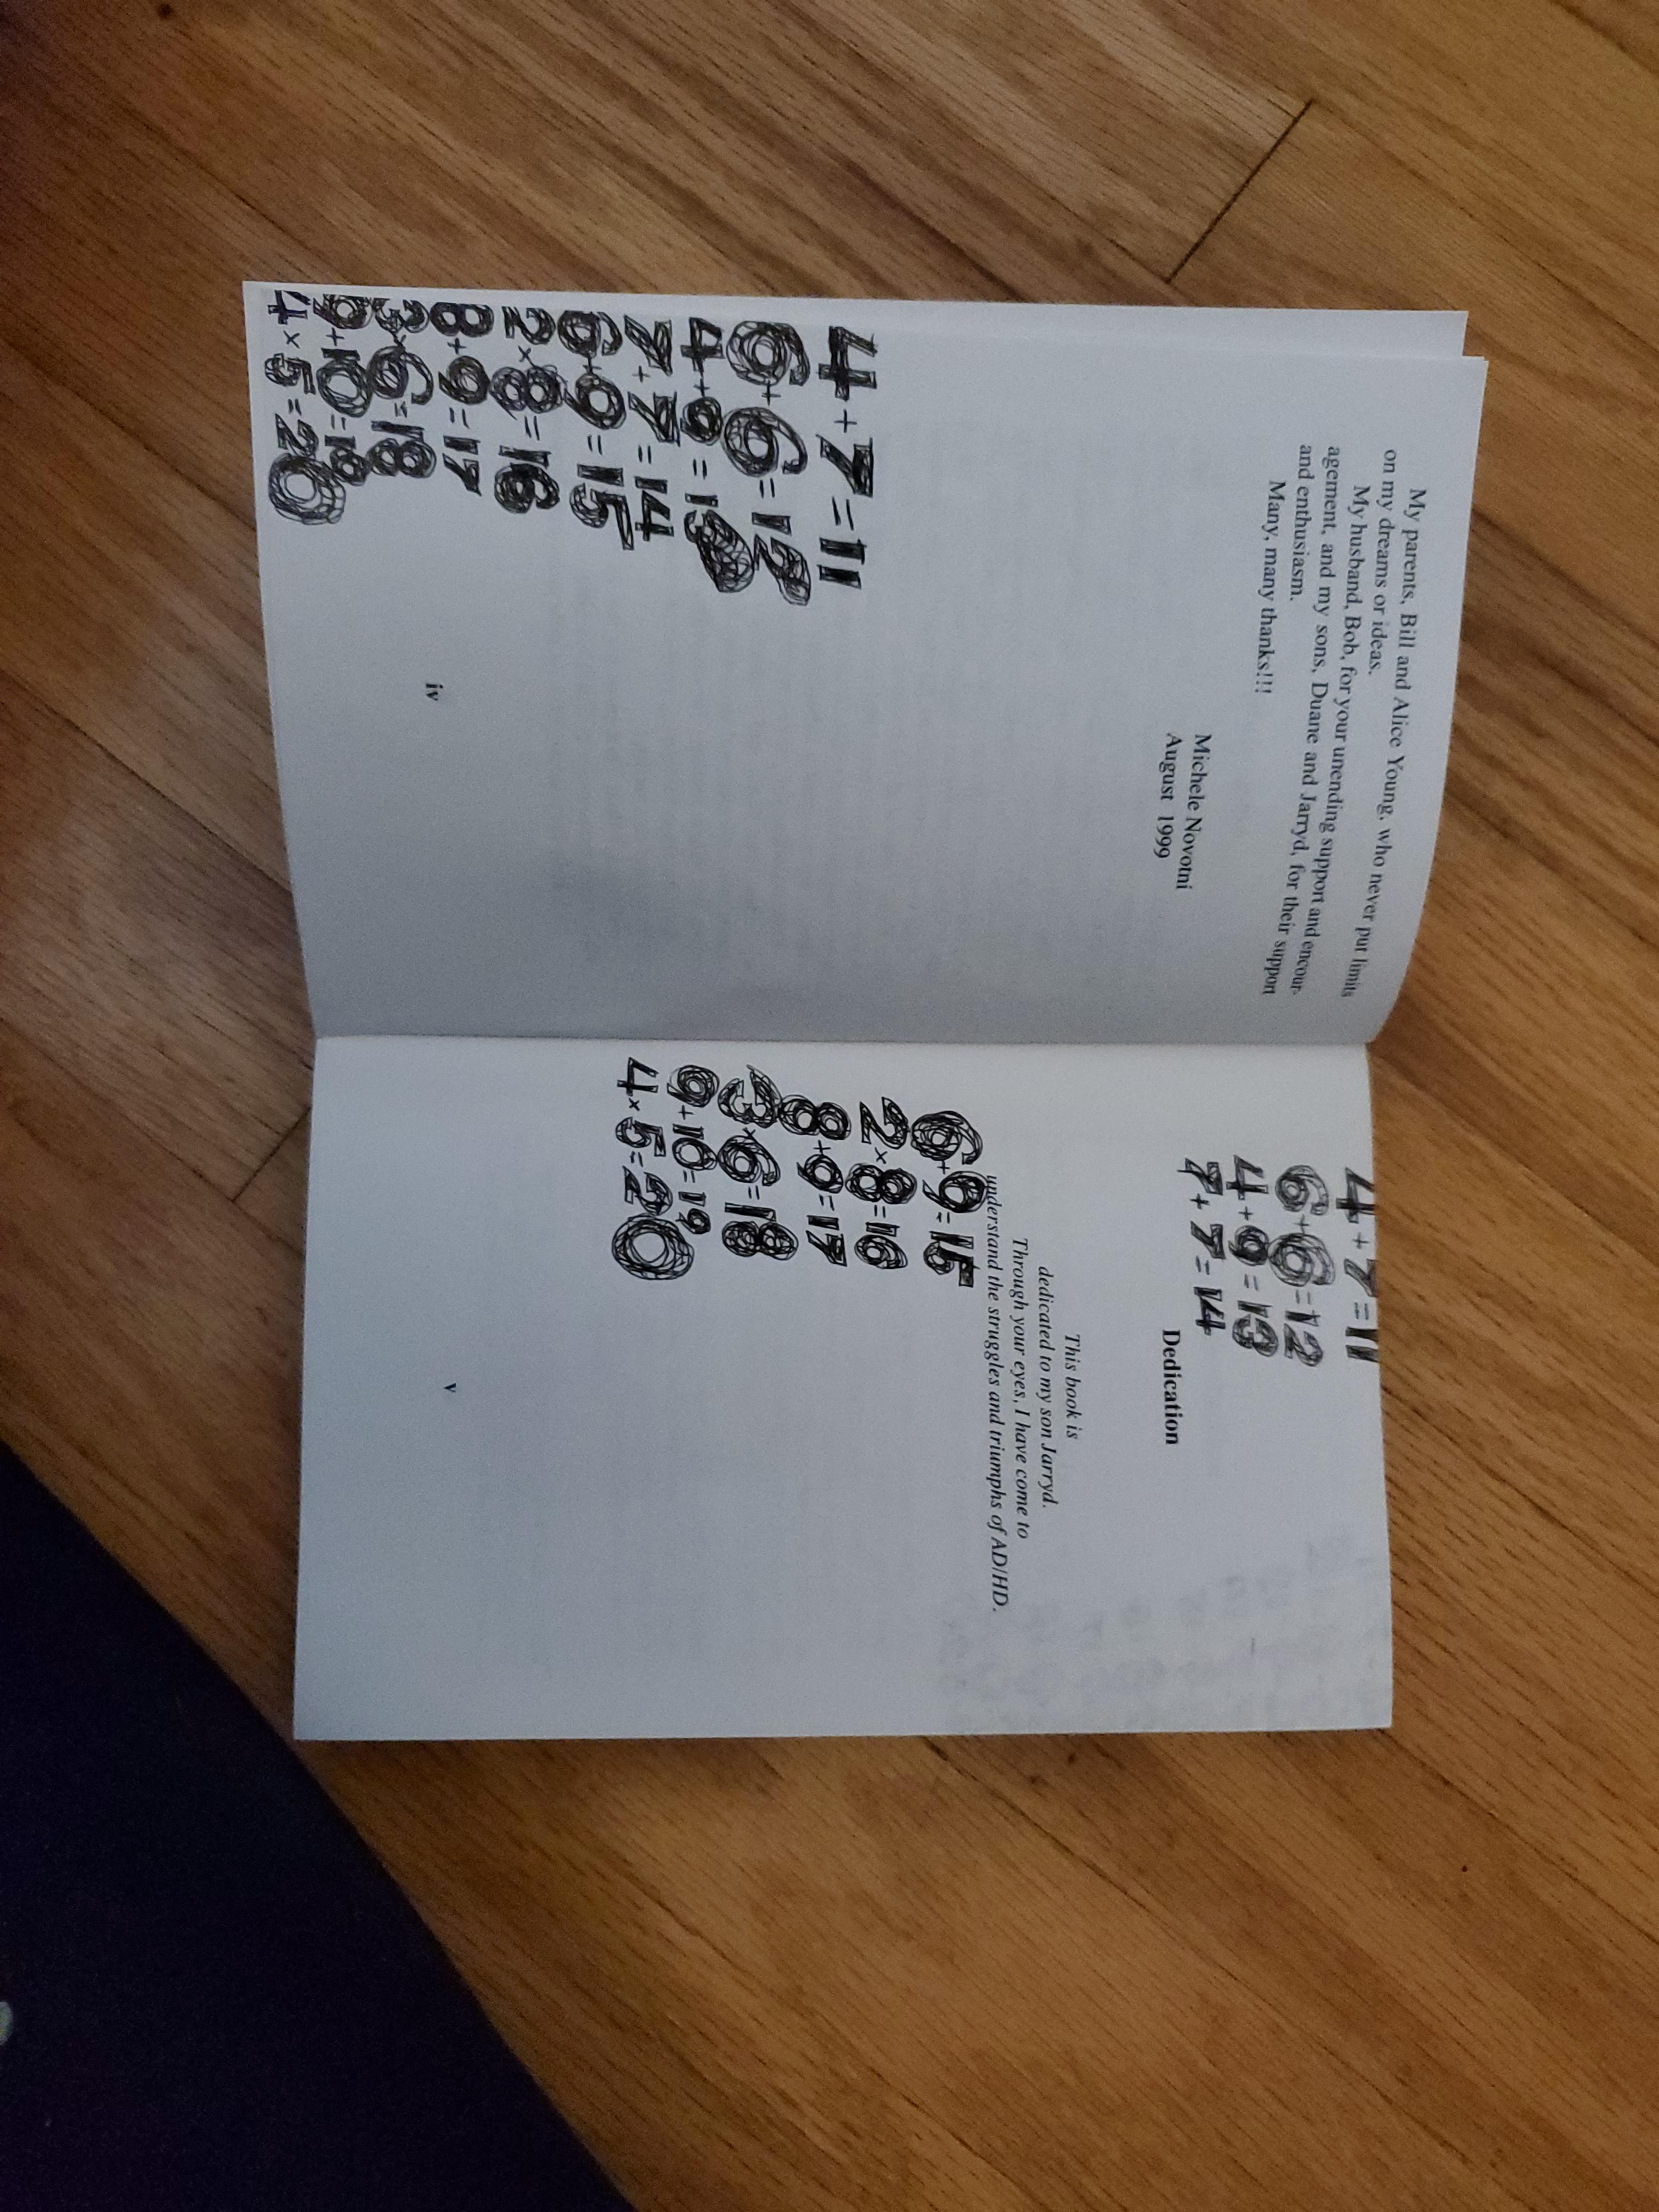 My parents, Bill and Alice Young, who never put limits
on my dreams or ideas.
My husband, Bob, for your unending support and encour-
agement, and my sons, Duane and Jarryd, for their support
and enthusiasm.
Many, many thanks!!!
Michele Novotni
August 1999
4+7=11
6+6=12
4+9=13
7+7=14
6+9=15
2×8=16
8+9=17
3×6=18
9+10=19
4×5=20
iv
4+7=11
6+6=12
4+9=13
7+7=14
Dedication
This book is
dedicated to my son Jarryd.
Through your eyes, I have come to
understand the struggles and triumphs of AD/HD.
6+9=15
2×8=16
8+9=17
3×6=18
9+10=19
4×5=20
v